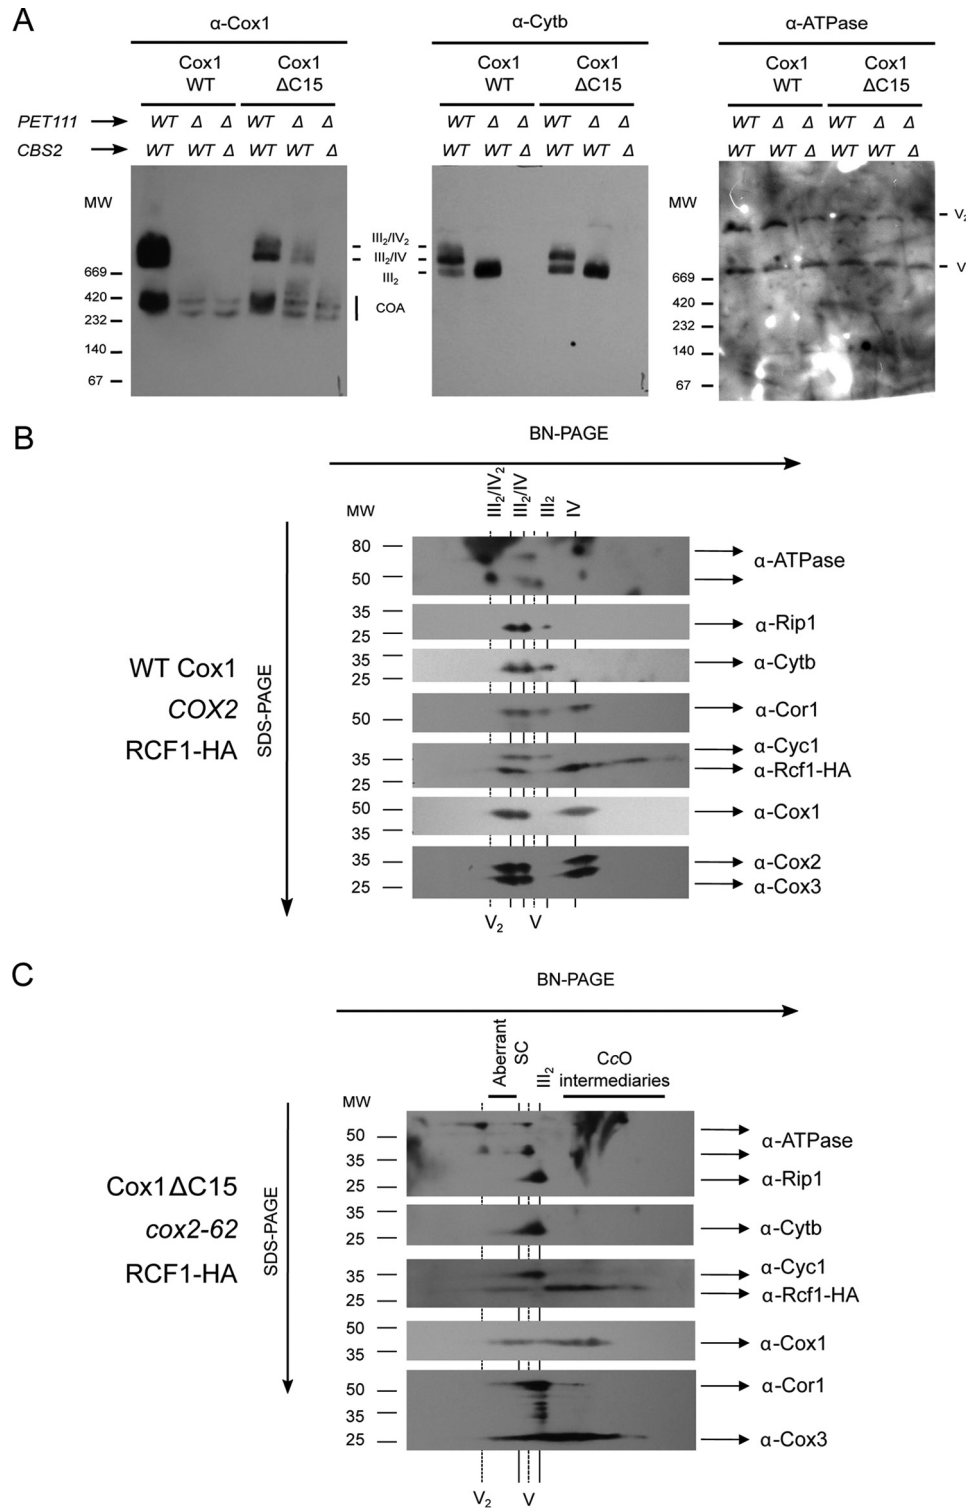 A
α-Cox1
α-Cytb
α-ATPase
Cox1 WT
Cox1 ΔC15
Cox1 WT
Cox1 ΔC15
Cox1 WT
Cox1 ΔC15
PET111 WT Δ Δ WT Δ Δ WT Δ Δ WT Δ Δ WT Δ Δ WT Δ Δ
CBS2 WT WT Δ WT WT Δ WT WT Δ WT WT Δ WT WT Δ WT WT Δ
MW
669
420
232
140
67
III₂/IV₂
III₂/IV
III₂
COA
MW
669
420
232
140
67
V₂
V
B
BN-PAGE
MW III₂/IV₂ III₂/IV III₂ IV
WT Cox1
COX2
RCF1-HA
SDS-PAGE
80
50
α-ATPase
35
25
α-Rip1
35
25
α-Cytb
50
α-Cor1
35
25
α-Cyc1
α-Rcf1-HA
50
35
α-Cox1
35
25
α-Cox2
α-Cox3
V₂ V
C
BN-PAGE
Aberrant SC III₂ CcO
intermediaries
MW
Cox1ΔC15
cox2-62
RCF1-HA
SDS-PAGE
50
35
25
α-ATPase
α-Rip1
35
25
α-Cytb
35
25
α-Cyc1
α-Rcf1-HA
50
35
α-Cox1
50
35
25
α-Cor1
α-Cox3
V₂ V